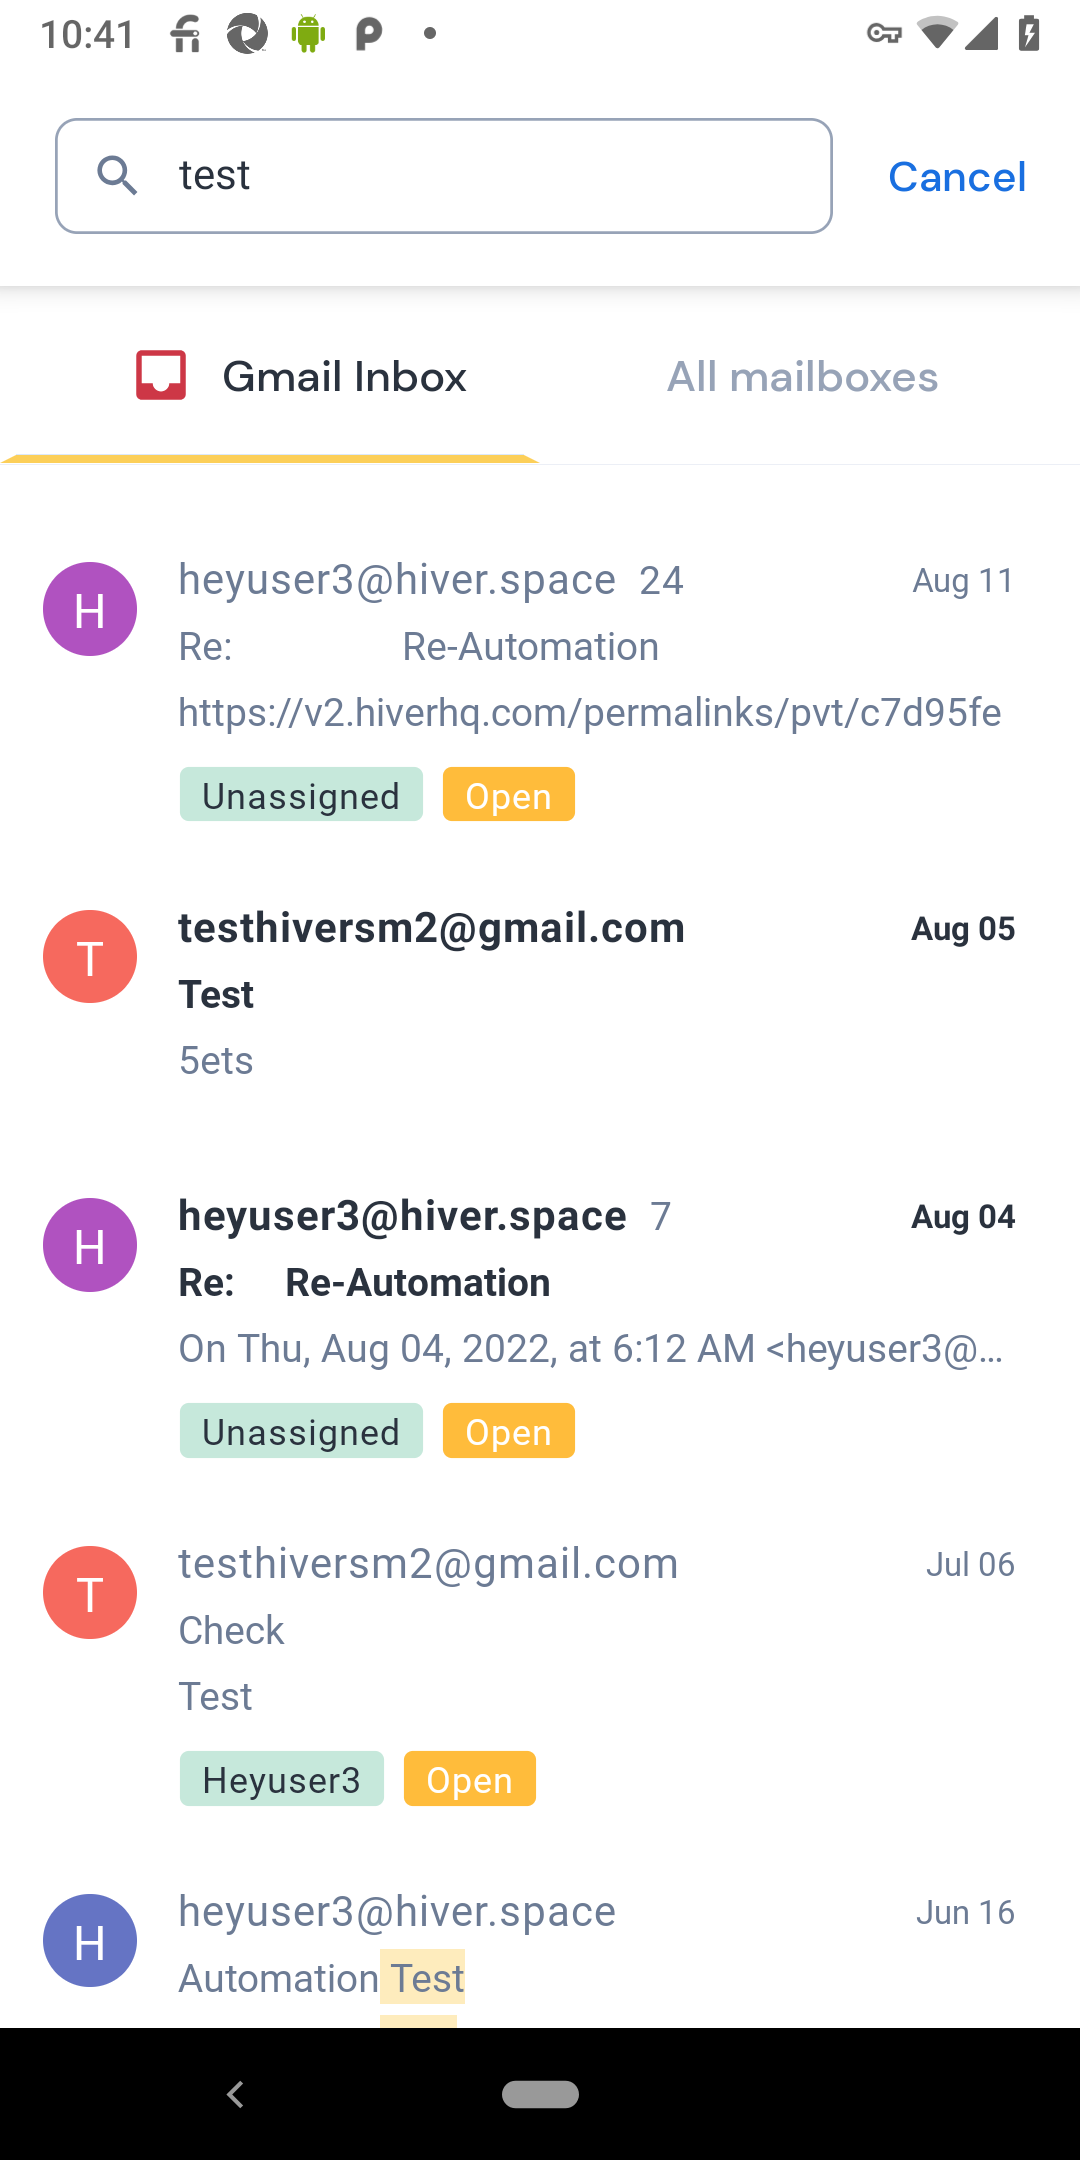 10:41
test
Cancel
Gmail Inbox
All mailboxes
H
heyuser3@hiver.space 24
Aug 11
Re: Re-Automation
https://v2.hiverhq.com/permalinks/pvt/c7d95fe
Unassigned
Open
T
testhiversm2@gmail.com
Aug 05
Test
5ets
H
heyuser3@hiver.space 7
Aug 04
Re: Re-Automation
On Thu, Aug 04, 2022, at 6:12 AM <heyuser3@...
Unassigned
Open
T
testhiversm2@gmail.com
Jul 06
Check
Test
Heyuser3
Open
H
heyuser3@hiver.space
Jun 16
Automation Test